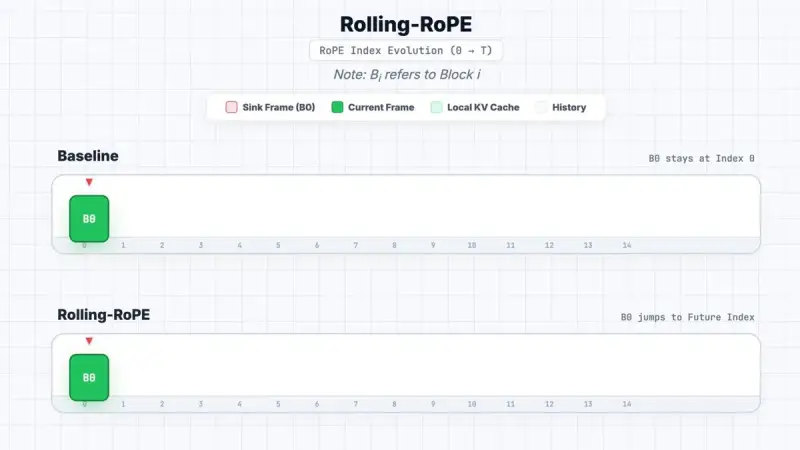 Rolling-RoPE
RoPE Index Evolution (0 → T)
Note: Bi refers to Block i
Sink Frame (B0) Current Frame Local KV Cache History
Baseline
B0 stays at Index 0
B0
0 1 2 3 4 5 6 7 8 9 10 11 12 13 14
Rolling-RoPE
B0 jumps to Future Index
B0
0 1 2 3 4 5 6 7 8 9 10 11 12 13 14